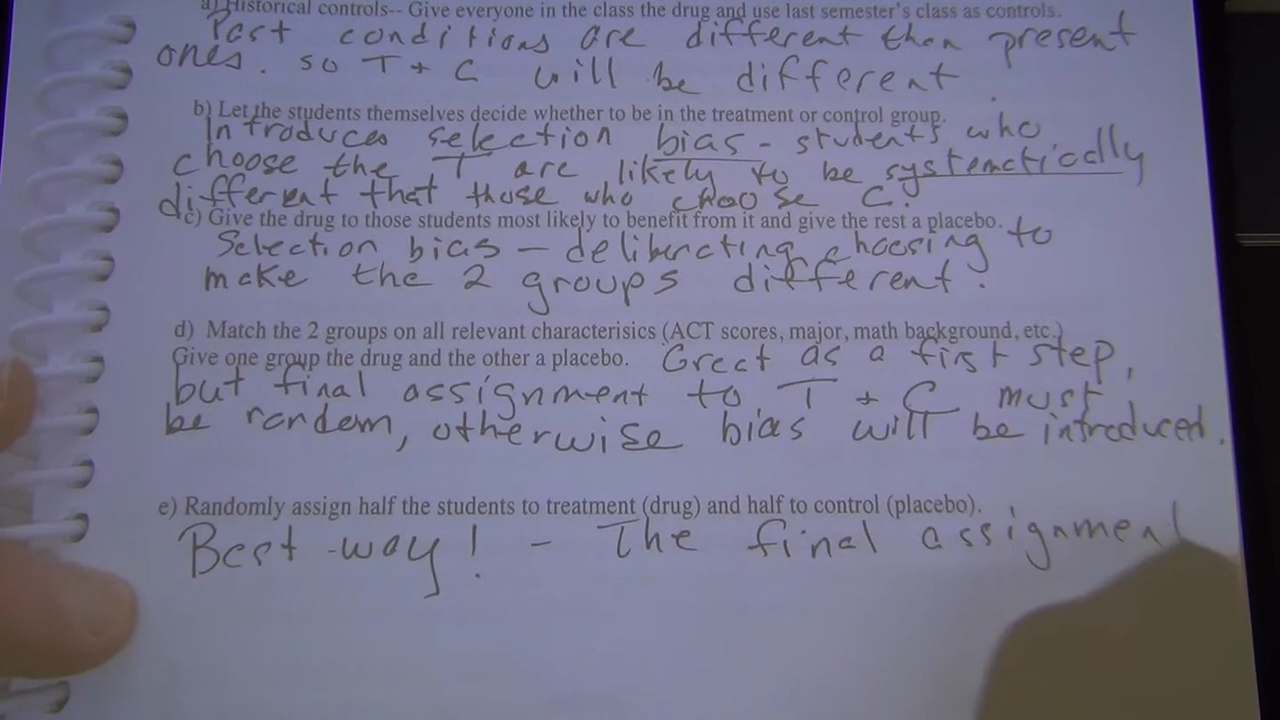 a) Historical controls-- Give everyone in the class the drug and use last semester's class as controls.
Past conditions are different than present
ones. so T + C will be different
b) Let the students themselves decide whether to be in the treatment or control group.
Introduces selection bias - students who
choose the T are likely to be systematically
different that those who choose C.
c) Give the drug to those students most likely to benefit from it and give the rest a placebo.
Selection bias - deliberating choosing to
make the 2 groups different.
d) Match the 2 groups on all relevant characterisics (ACT scores, major, math background, etc.)
Give one group the drug and the other a placebo. Great as a first step,
but final assignment to T + C must
be random, otherwise bias will be introduced.
e) Randomly assign half the students to treatment (drug) and half to control (placebo).
Best way! - The final assignment